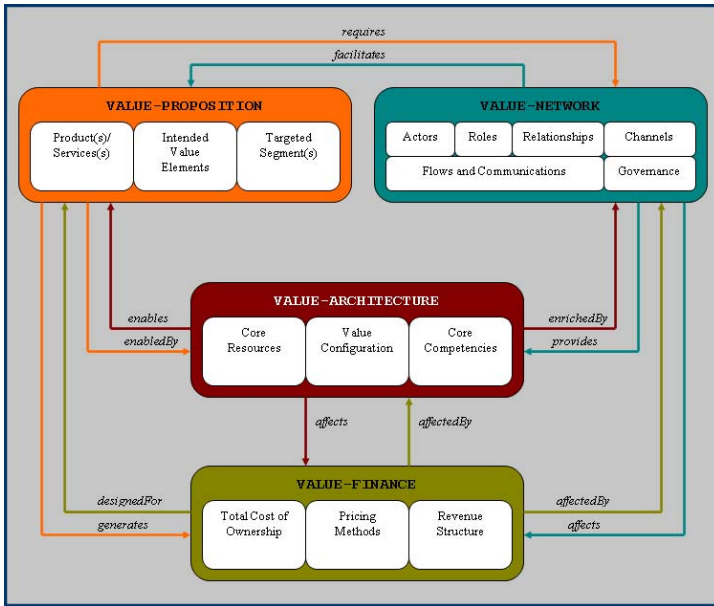 requires
facilitates
VALUE-PROPOSITION
VALUE-NETWORK
Product(s)/
Services(s)
Intended
Value
Elements
Targeted
Segment(s)
Actors
Roles
Relationships
Channels
Flows and Communications
Governance
VALUE-ARCHITECTURE
enables
enrichedBy
enabledBy
provides
Core
Resources
Value
Configuration
Core
Competencies
affects
affectedBy
VALUE-FINANCE
designedFor
affectedBy
generates
affects
Total Cost of
Ownership
Pricing
Methods
Revenue
Structure